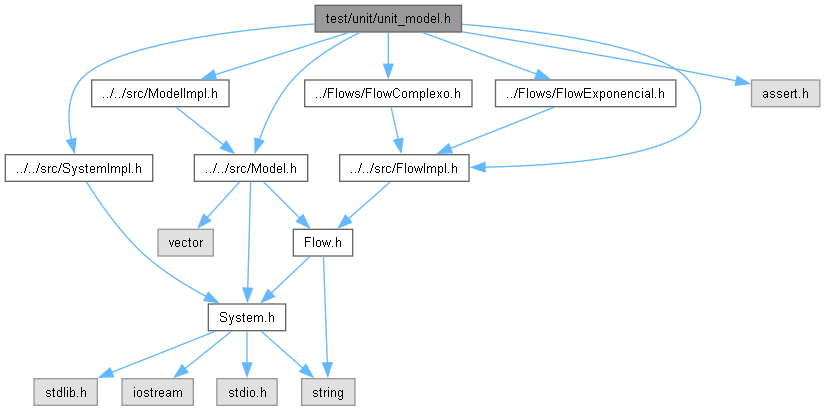 test/unit/unit_model.h
../../src/ModelImpl.h
../Flows/FlowComplexo.h
../Flows/FlowExponencial.h
assert.h
../../src/SystemImpl.h
../../src/Model.h
../../src/FlowImpl.h
vector
Flow.h
System.h
stdlib.h
iostream
stdio.h
string